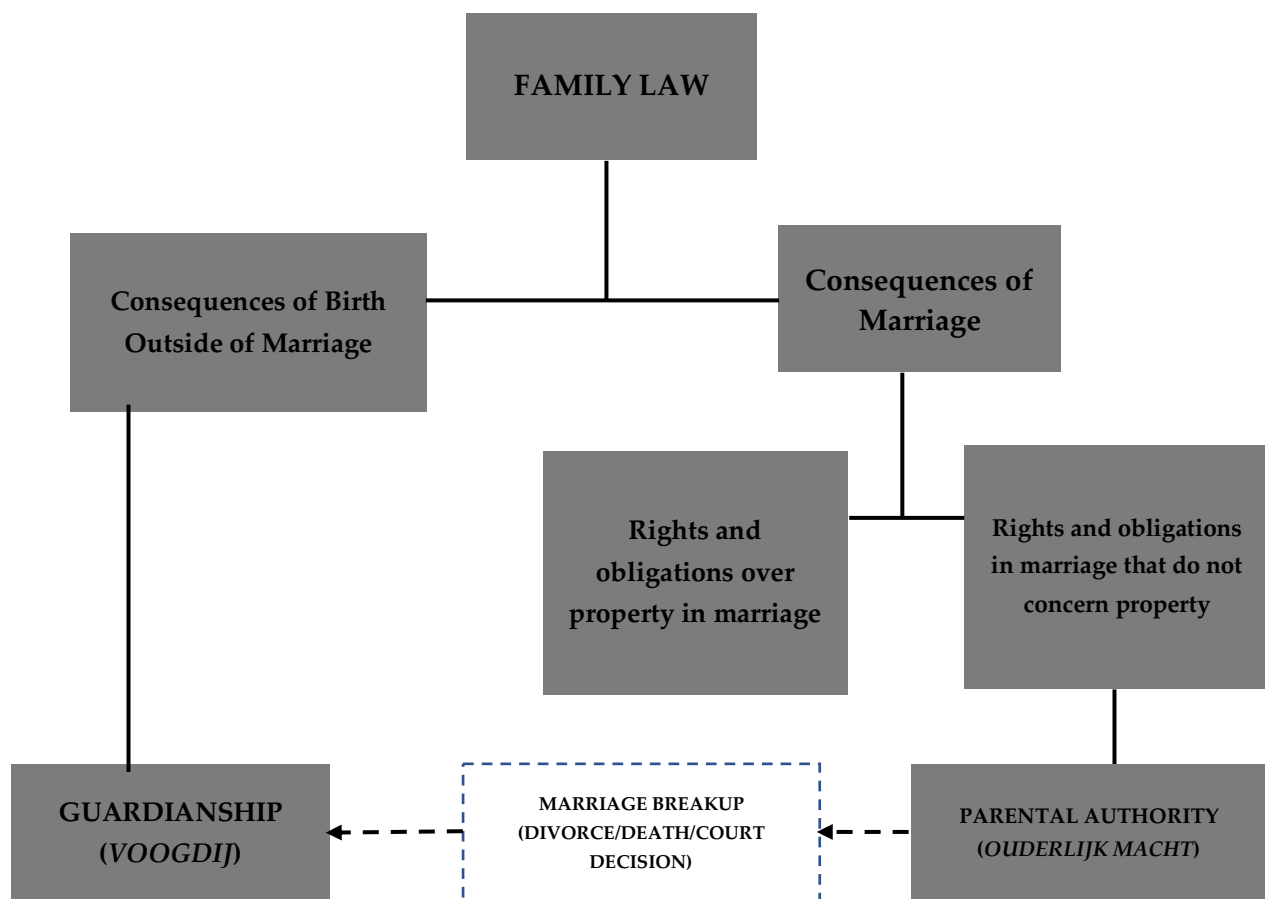 FAMILY LAW
Consequences of Birth
Outside of Marriage
Consequences of
Marriage
Rights and
obligations over
property in marriage
Rights and obligations
in marriage that do not
concern property
GUARDIANSHIP
(VOOGDIJ)
MARRIAGE BREAKUP
(DIVORCE/DEATH/COURT
DECISION)
PARENTAL AUTHORITY
(OUDERLIJK MACHT)